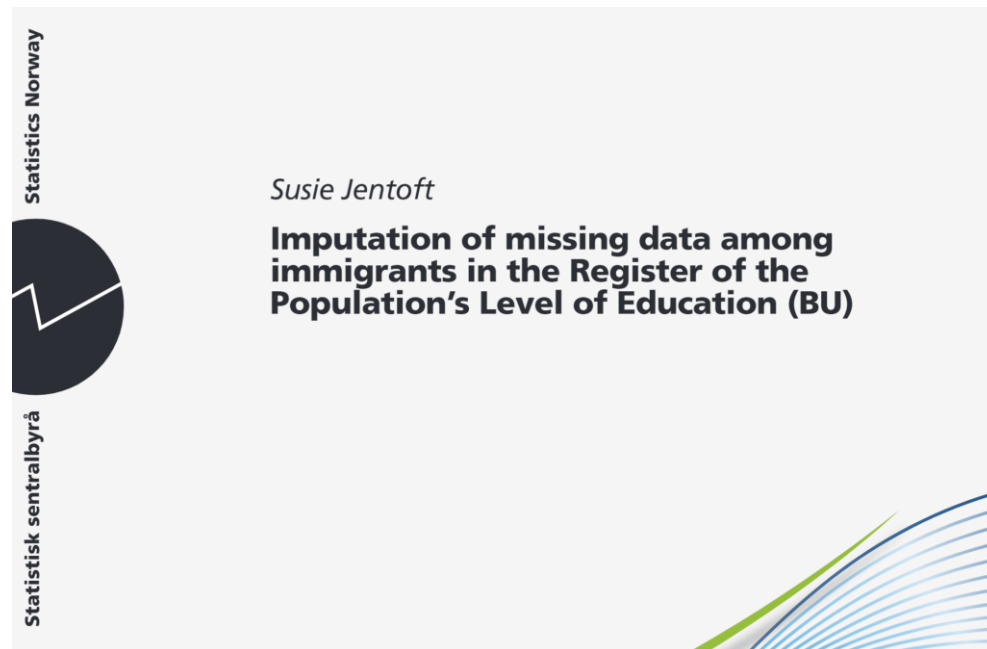 Statistics Norway
Statistisk sentralbyrå
Susie Jentoft
Imputation of missing data among
immigrants in the Register of the
Population’s Level of Education (BU)